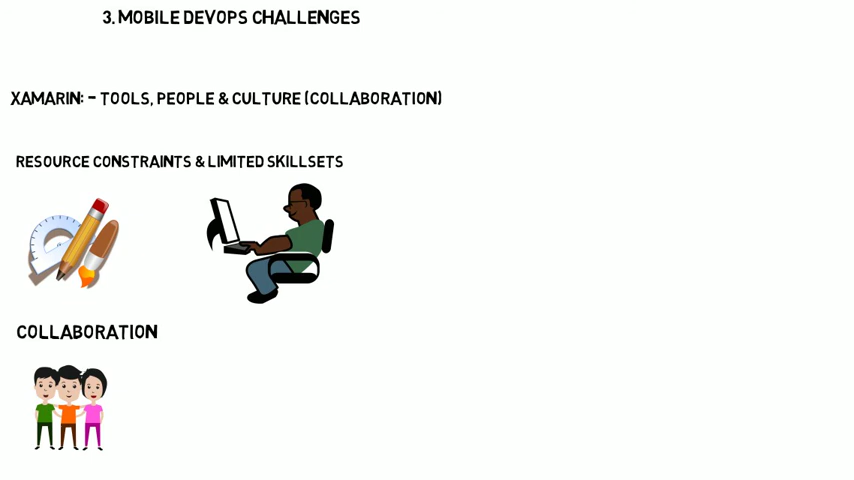 3. MOBILE DEVOPS CHALLENGES
XAMARIN: - TOOLS, PEOPLE & CULTURE (COLLABORATION)
RESOURCE CONSTRAINTS & LIMITED SKILLSETS
COLLABORATION